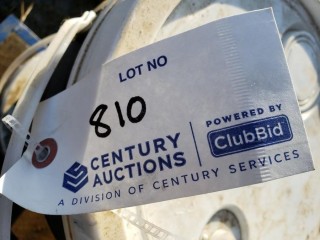 LOT NO
810
CENTURY
AUCTIONS
POWERED BY
ClubBid
A DIVISION OF CENTURY SERVICES